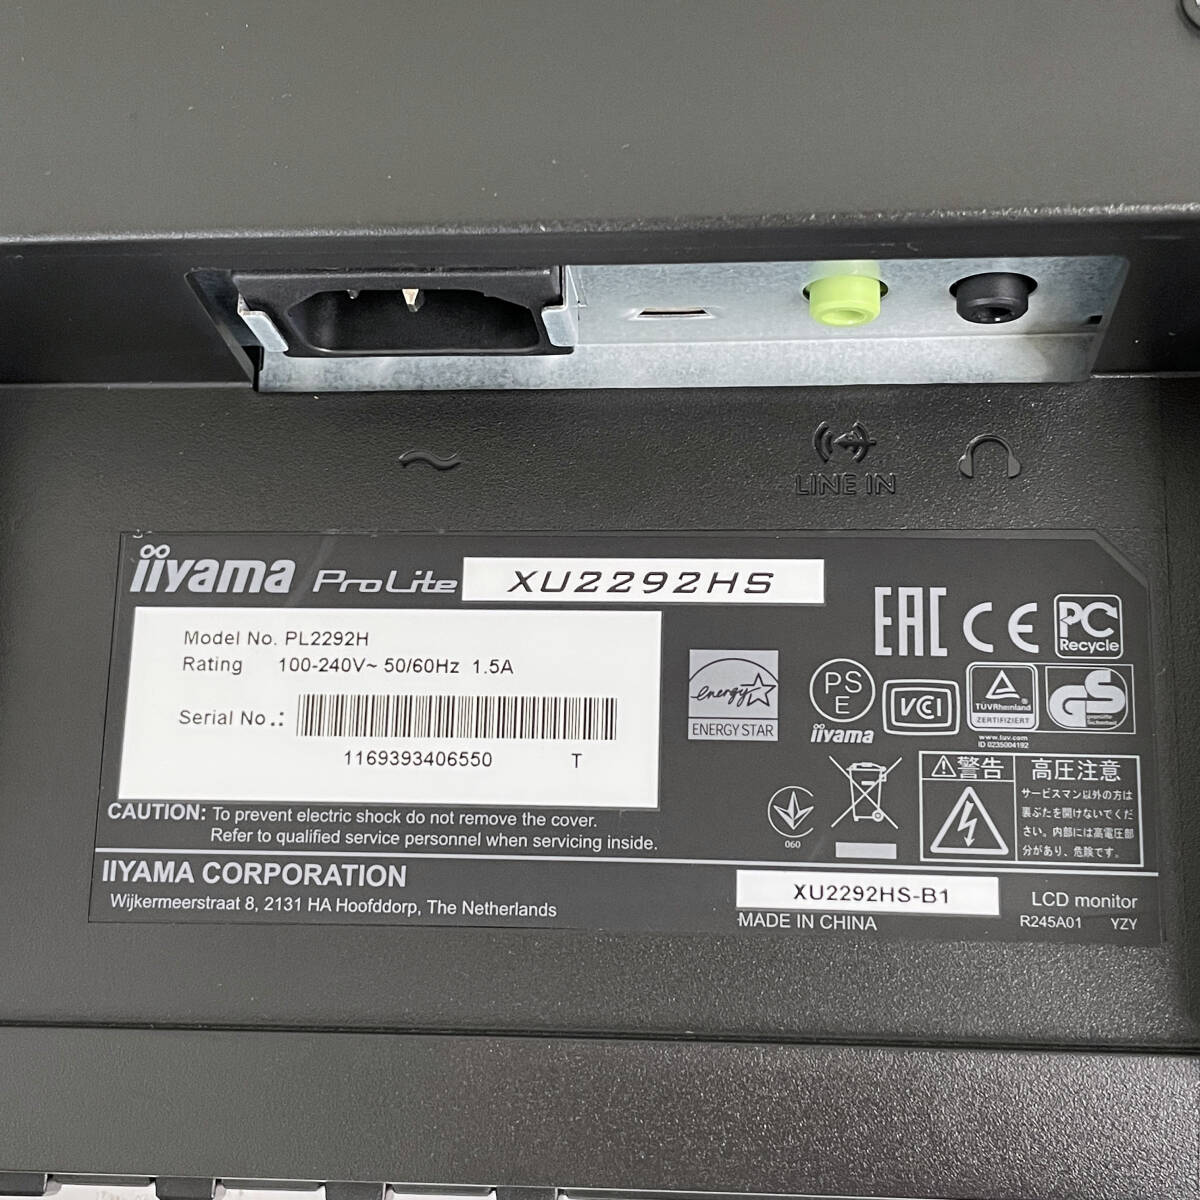 LINE IN
iiyama ProLite XU2292HS
Model No. PL2292H
Rating 100-240V~ 50/60Hz 1.5A
Serial No.:
1169393406550 T
CAUTION: To prevent electric shock do not remove the cover.
Refer to qualified service personnel when servicing inside.
IIYAMA CORPORATION
Wijkermeerstraat 8, 2131 HA Hoofddorp, The Netherlands
EAC CE PC Recycle
energy
ENERGY STAR
PS
E
iiyama
VCI
TÜVRheinland
ZERTIFIZIERT
www.tuv.com
ID 0235004192
GS
geprüfte
Sicherheit
060
⚠警告 高圧注意
サービスマン以外の方は
裏ぶたを開けないでくだ
さい。内部には高電圧部
分があり、危険です。
XU2292HS-B1
LCD monitor
MADE IN CHINA
R245A01 YZY